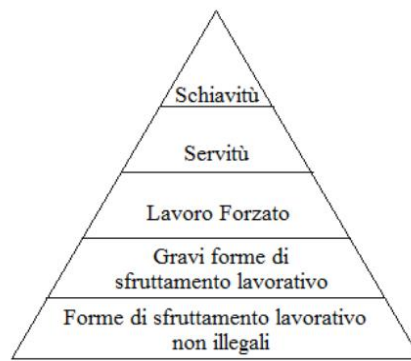 Schiavitù
Servitù
Lavoro Forzato
Gravi forme di
sfruttamento lavorativo
Forme di sfruttamento lavorativo
non illegali